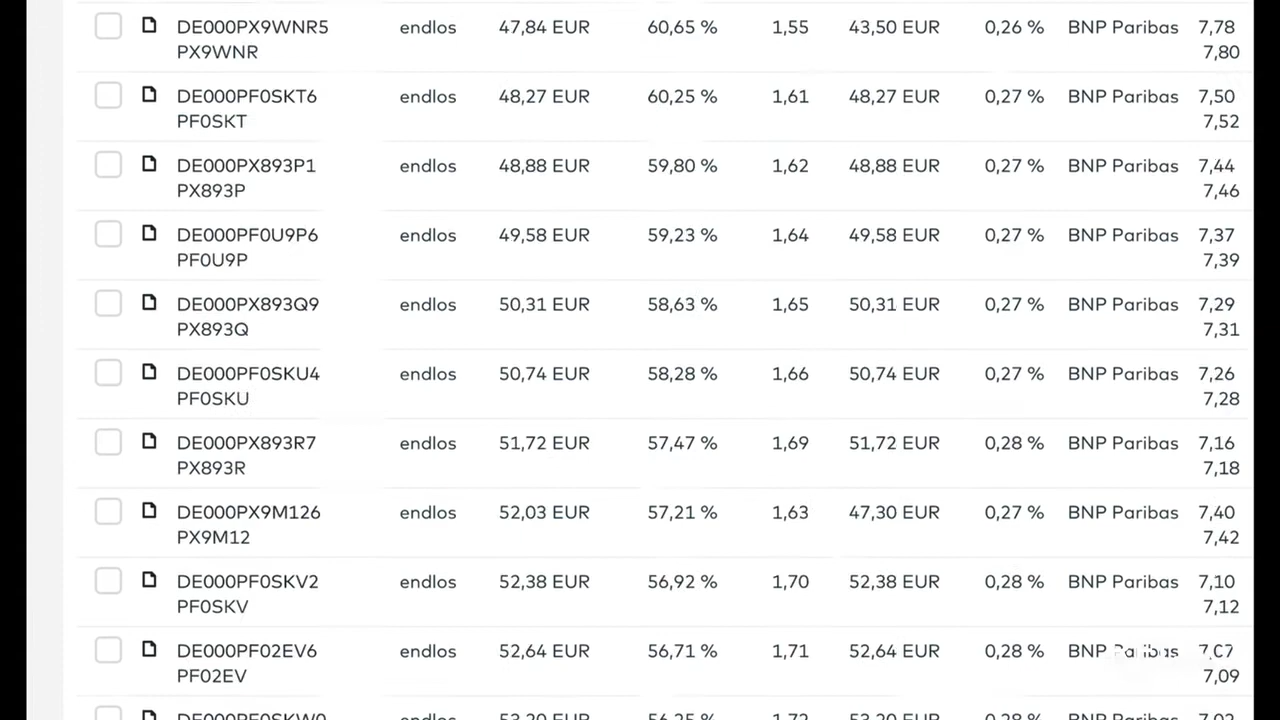 DE000PX9WNR5 endlos 47,84 EUR 60,65 % 1,55 43,50 EUR 0,26 % BNP Paribas 7,78
PX9WNR 7,80
DE000PF0SKT6 endlos 48,27 EUR 60,25 % 1,61 48,27 EUR 0,27 % BNP Paribas 7,50
PF0SKT 7,52
DE000PX893P1 endlos 48,88 EUR 59,80 % 1,62 48,88 EUR 0,27 % BNP Paribas 7,44
PX893P 7,46
DE000PF0U9P6 endlos 49,58 EUR 59,23 % 1,64 49,58 EUR 0,27 % BNP Paribas 7,37
PF0U9P 7,39
DE000PX893Q9 endlos 50,31 EUR 58,63 % 1,65 50,31 EUR 0,27 % BNP Paribas 7,29
PX893Q 7,31
DE000PF0SKU4 endlos 50,74 EUR 58,28 % 1,66 50,74 EUR 0,27 % BNP Paribas 7,26
PF0SKU 7,28
DE000PX893R7 endlos 51,72 EUR 57,47 % 1,69 51,72 EUR 0,28 % BNP Paribas 7,16
PX893R 7,18
DE000PX9M126 endlos 52,03 EUR 57,21 % 1,63 47,30 EUR 0,27 % BNP Paribas 7,40
PX9M12 7,42
DE000PF0SKV2 endlos 52,38 EUR 56,92 % 1,70 52,38 EUR 0,28 % BNP Paribas 7,10
PF0SKV 7,12
DE000PF02EV6 endlos 52,64 EUR 56,71 % 1,71 52,64 EUR 0,28 % BNP Paribas 7,07
PF02EV 7,09